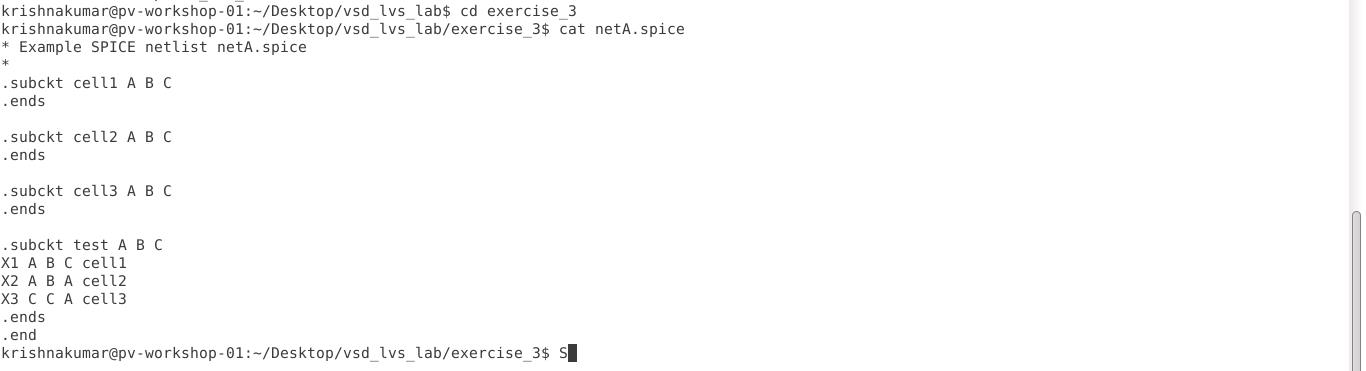 krishnakumar@pv-workshop-01:~/Desktop/vsd_lvs_lab$ cd exercise_3
krishnakumar@pv-workshop-01:~/Desktop/vsd_lvs_lab/exercise_3$ cat netA.spice
* Example SPICE netlist netA.spice
*
.subckt cell1 A B C
.ends

.subckt cell2 A B C
.ends

.subckt cell3 A B C
.ends

.subckt test A B C
X1 A B C cell1
X2 A B A cell2
X3 C C A cell3
.ends
.end
krishnakumar@pv-workshop-01:~/Desktop/vsd_lvs_lab/exercise_3$ S